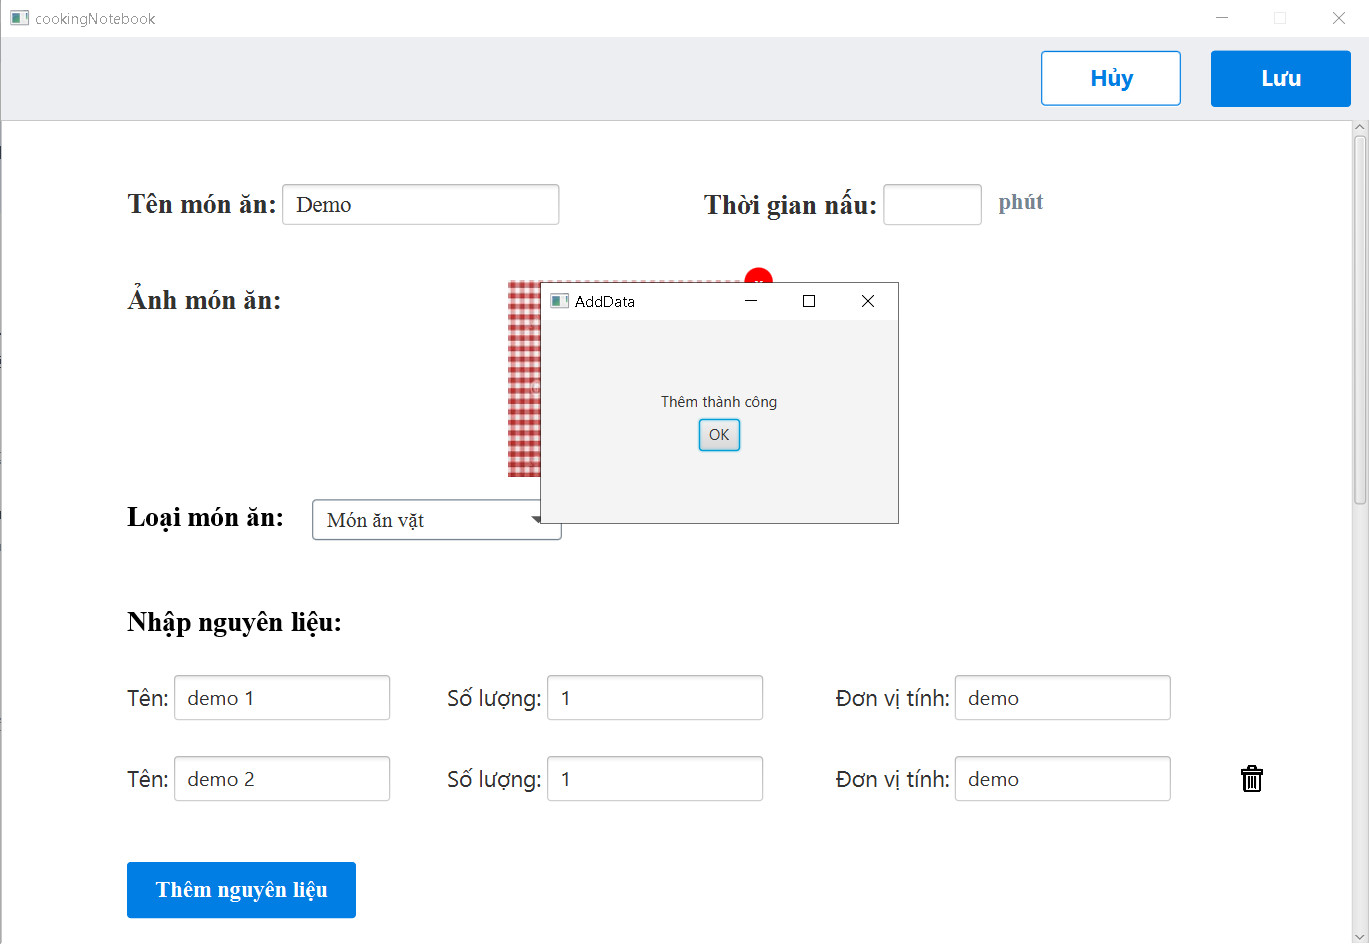 cookingNotebook
Hủy
Lưu
Tên món ăn: Demo
Thời gian nấu: phút
Ảnh món ăn:
AddData
Thêm thành công
OK
Loại món ăn: Món ăn vặt
Nhập nguyên liệu:
Tên: demo 1 Số lượng: 1 Đơn vị tính: demo
Tên: demo 2 Số lượng: 1 Đơn vị tính: demo
Thêm nguyên liệu